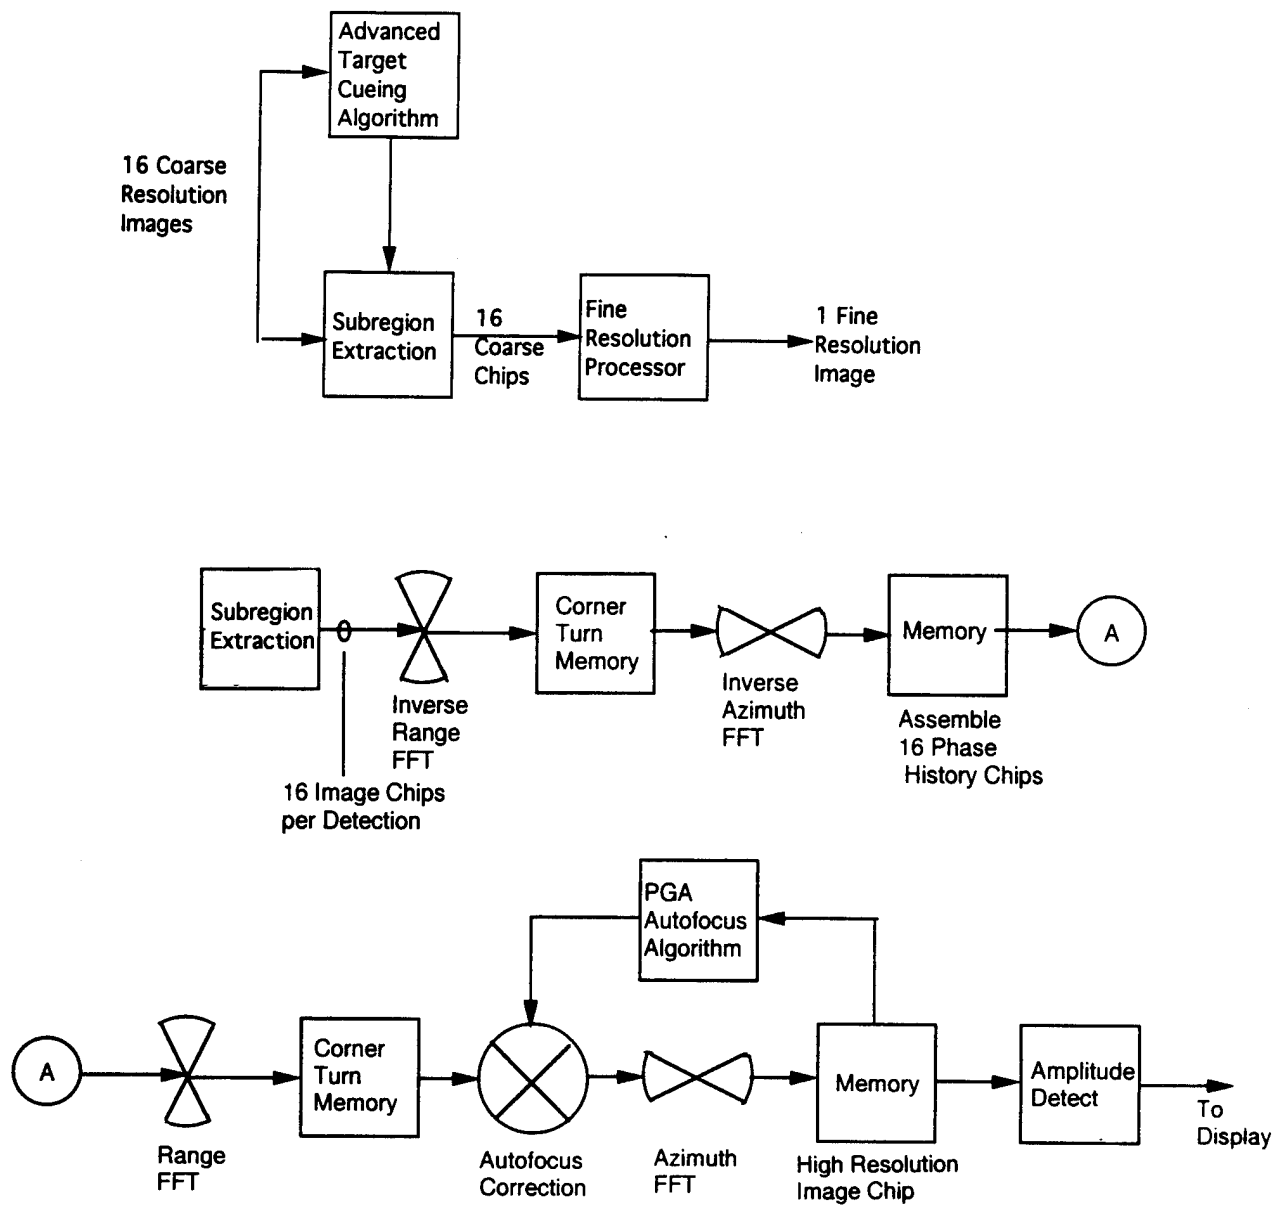 Advanced
Target
Cueing
Algorithm
16 Coarse
Resolution
Images
Subregion
Extraction
16
Coarse
Chips
Fine
Resolution
Processor
1 Fine
Resolution
Image
Subregion
Extraction
16 Image Chips
per Detection
Inverse
Range
FFT
Corner
Turn
Memory
Inverse
Azimuth
FFT
Memory
Assemble
16 Phase
History Chips
A
PGA
Autofocus
Algorithm
A
Range
FFT
Corner
Turn
Memory
Autofocus
Correction
Azimuth
FFT
Memory
High Resolution
Image Chip
Amplitude
Detect
To
Display